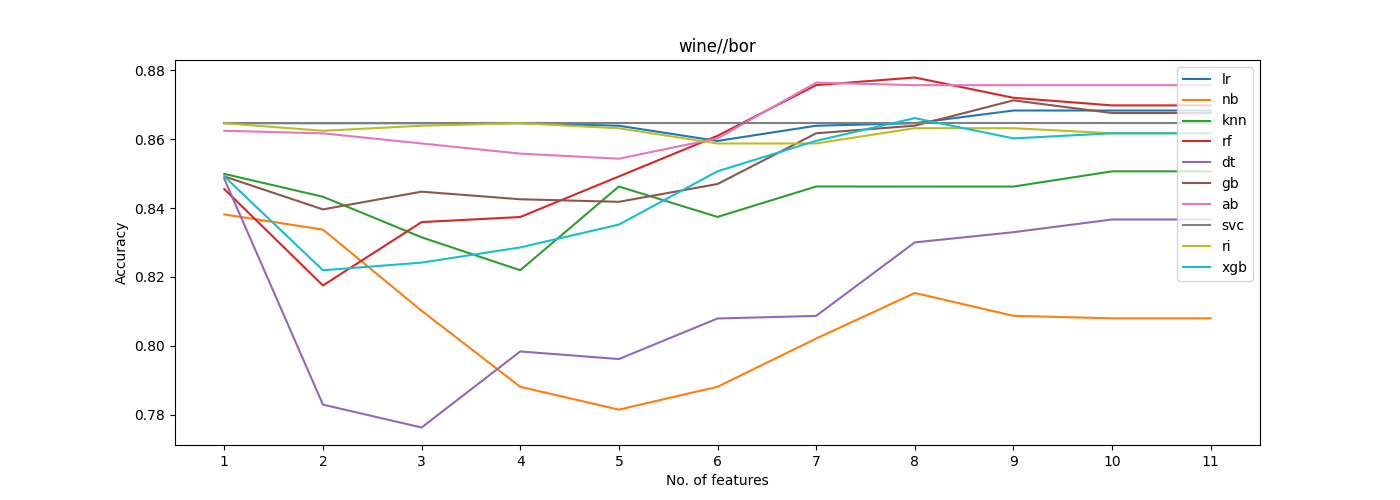 wine//bor
Accuracy
0.88
0.86
0.84
0.82
0.80
0.78
1 2 3 4 5 6 7 8 9 10 11
No. of features
lr
nb
knn
rf
dt
gb
ab
svc
ri
xgb